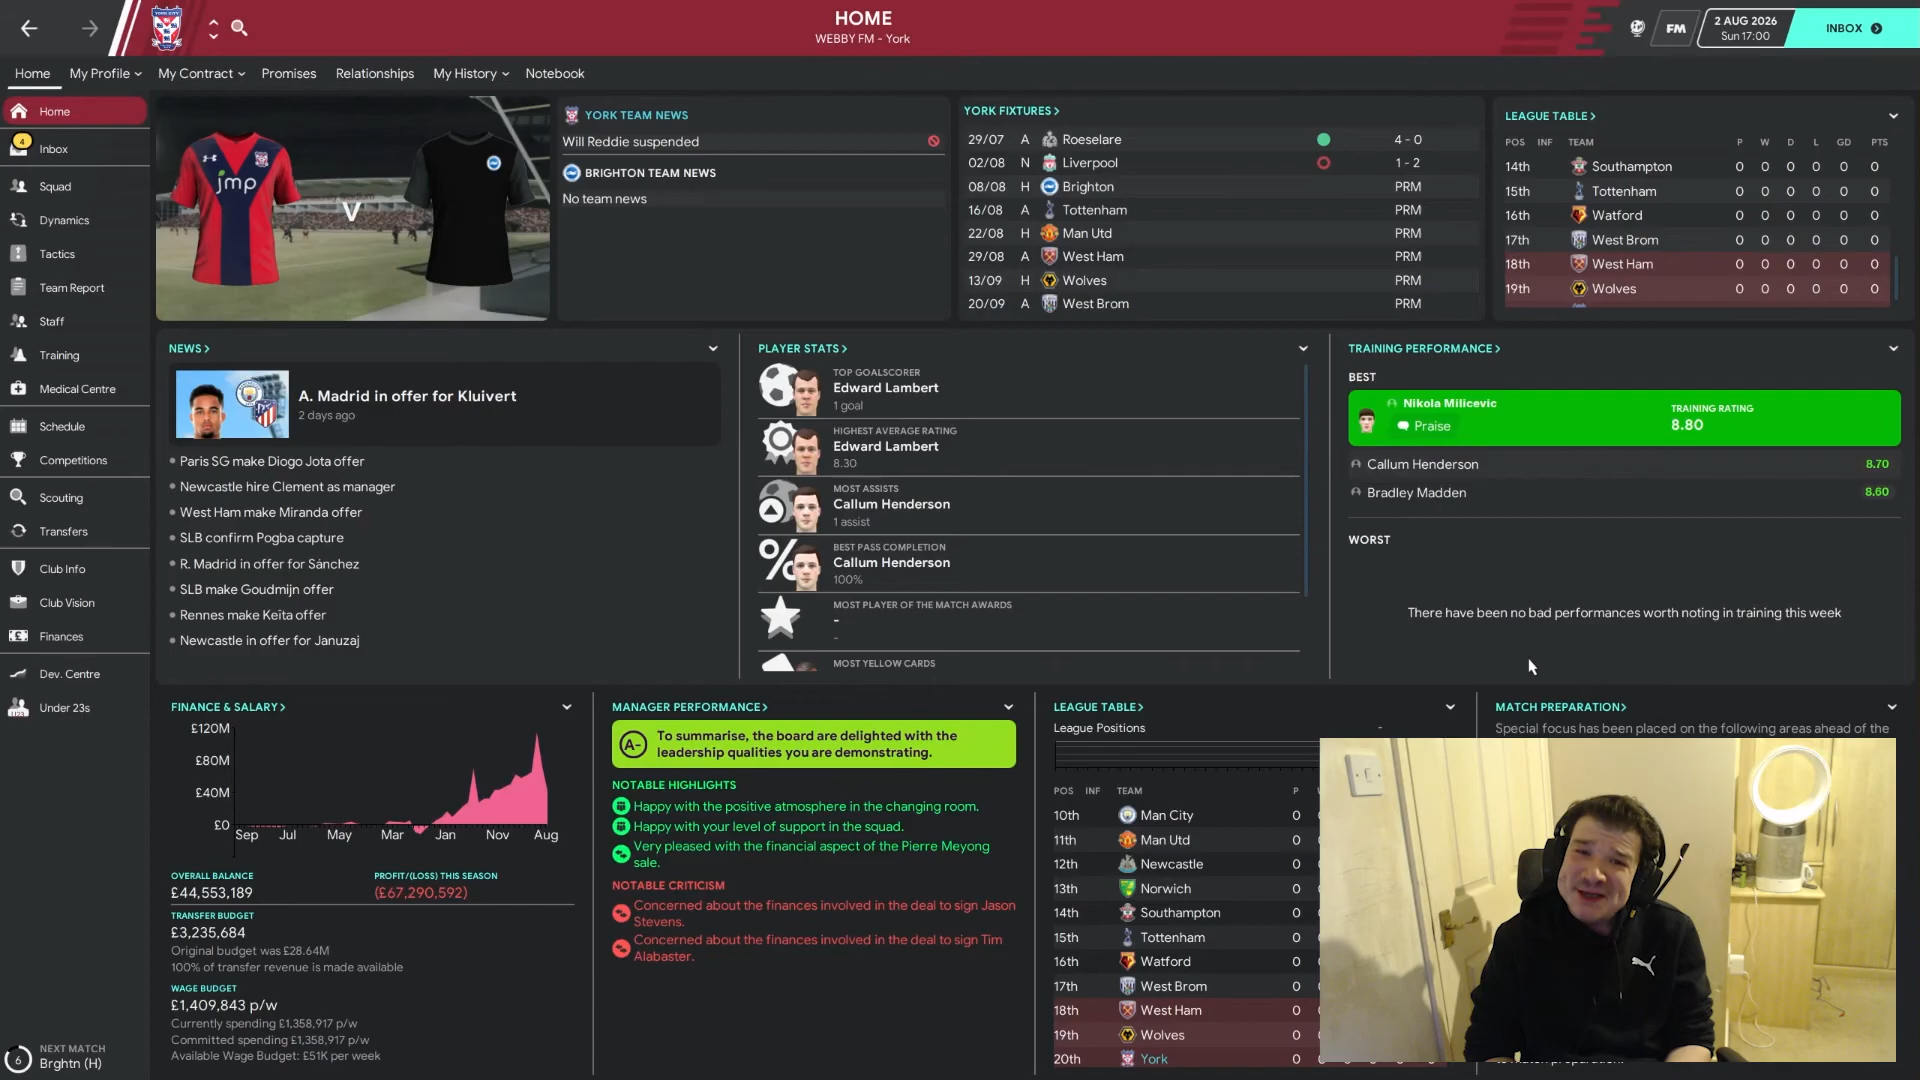 HOME
WEBBY FM - York
FM
2 AUG 2026
Sun 17:00
INBOX
Home
My Profile
My Contract
Promises
Relationships
My History
Notebook
Home
4
Inbox
Squad
Dynamics
Tactics
Team Report
Staff
Training
Medical Centre
Schedule
Competitions
Scouting
Transfers
Club Info
Club Vision
Finances
Dev. Centre
Under 23s
6
NEXT MATCH
Brghtn (H)
jmp
V
YORK TEAM NEWS
Will Reddie suspended
BRIGHTON TEAM NEWS
No team news
YORK FIXTURES >
29/07 A Roeselare 4 - 0
02/08 N Liverpool 1 - 2
08/08 H Brighton PRM
16/08 A Tottenham PRM
22/08 H Man Utd PRM
29/08 A West Ham PRM
13/09 H Wolves PRM
20/09 A West Brom PRM
LEAGUE TABLE >
POS INF TEAM P W D L GD PTS
14th Southampton 0 0 0 0 0 0
15th Tottenham 0 0 0 0 0 0
16th Watford 0 0 0 0 0 0
17th West Brom 0 0 0 0 0 0
18th West Ham 0 0 0 0 0 0
19th Wolves 0 0 0 0 0 0
NEWS >
A. Madrid in offer for Kluivert
2 days ago
Paris SG make Diogo Jota offer
Newcastle hire Clement as manager
West Ham make Miranda offer
SLB confirm Pogba capture
R. Madrid in offer for Sánchez
SLB make Goudmijn offer
Rennes make Keïta offer
Newcastle in offer for Januzaj
PLAYER STATS >
TOP GOALSCORER
Edward Lambert
1 goal
HIGHEST AVERAGE RATING
Edward Lambert
8.30
MOST ASSISTS
Callum Henderson
1 assist
BEST PASS COMPLETION
Callum Henderson
100%
MOST PLAYER OF THE MATCH AWARDS
-
-
MOST YELLOW CARDS
TRAINING PERFORMANCE >
BEST
Nikola Milicevic
Praise
TRAINING RATING
8.80
Callum Henderson 8.70
Bradley Madden 8.60
WORST
There have been no bad performances worth noting in training this week
FINANCE & SALARY >
£120M
£80M
£40M
£0
Sep Jul May Mar Jan Nov Aug
OVERALL BALANCE
£44,553,189
PROFIT/(LOSS) THIS SEASON
(£67,290,592)
TRANSFER BUDGET
£3,235,684
Original budget was £28.64M
100% of transfer revenue is made available
WAGE BUDGET
£1,409,843 p/w
Currently spending £1,358,917 p/w
Committed spending £1,358,917 p/w
Available Wage Budget: £51K per week
MANAGER PERFORMANCE >
A-
To summarise, the board are delighted with the
leadership qualities you are demonstrating.
NOTABLE HIGHLIGHTS
Happy with the positive atmosphere in the changing room.
Happy with your level of support in the squad.
Very pleased with the financial aspect of the Pierre Meyong
sale.
NOTABLE CRITICISM
Concerned about the finances involved in the deal to sign Jason
Stevens.
Concerned about the finances involved in the deal to sign Tim
Alabaster.
LEAGUE TABLE >
League Positions -
POS INF TEAM P
10th Man City 0
11th Man Utd 0
12th Newcastle 0
13th Norwich 0
14th Southampton 0
15th Tottenham 0
16th Watford 0
17th West Brom 0
18th West Ham 0
19th Wolves 0
20th York 0
MATCH PREPARATION >
Special focus has been placed on the following areas ahead of the